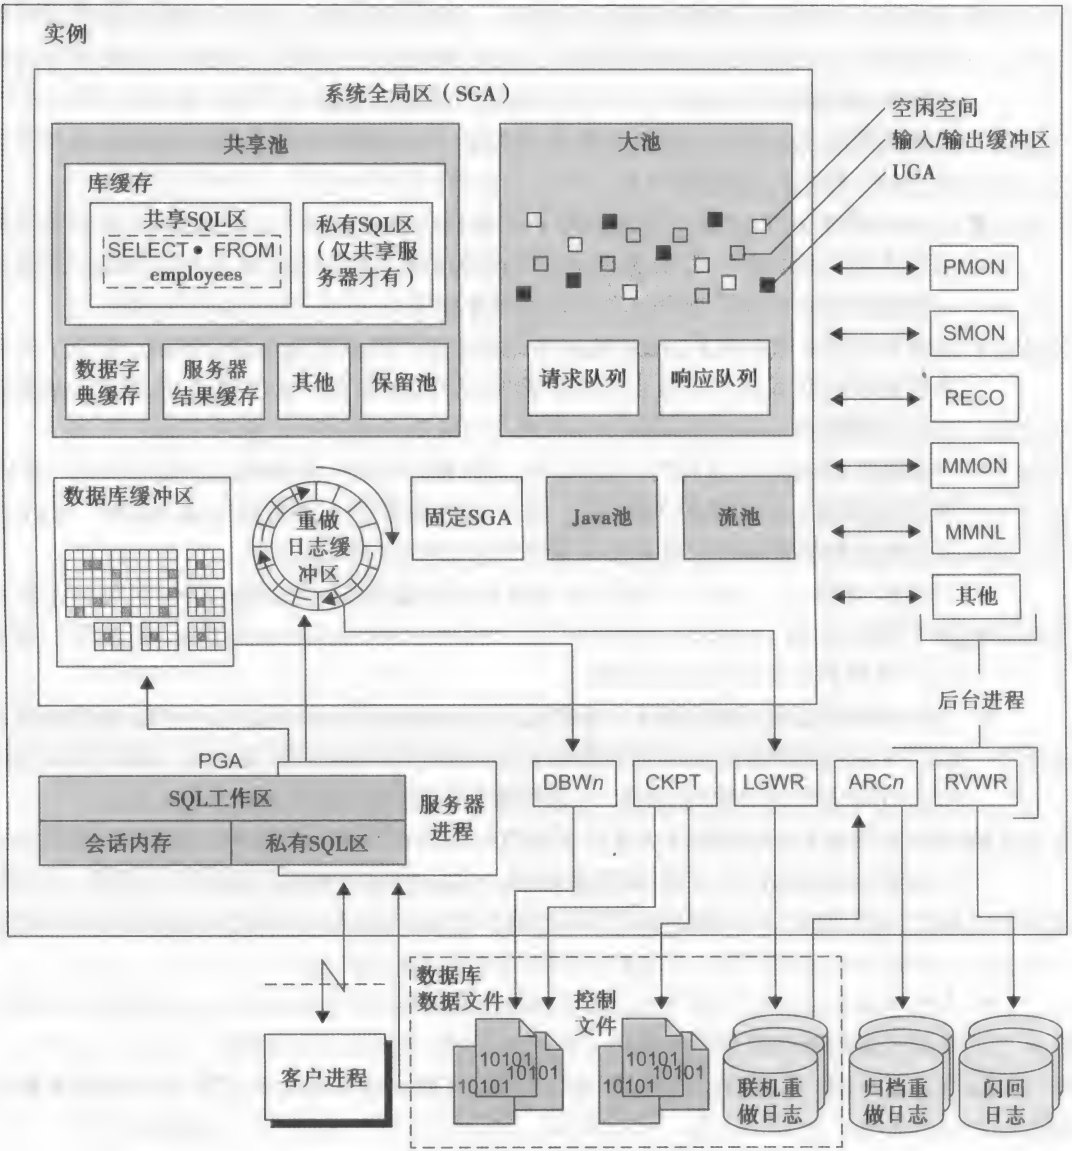 实例
系统全局区（SGA）
共享池
库缓存
共享SQL区
SELECT • FROM
employees
私有SQL区
（仅共享服
务器才有）
数据字
典缓存
服务器
结果缓存
其他
保留池
大池
请求队列
响应队列
空闲空间
输入/输出缓冲区
UGA
PMON
SMON
RECO
MMON
MMNL
其他
后台进程
数据库缓冲区
重做
日志缓
冲区
固定SGA
Java池
流池
PGA
SQL工作区
会话内存
私有SQL区
服务器
进程
DBWn
CKPT
LGWR
ARCn
RVWR
客户进程
数据库
数据文件
10101
10101
10101
控制
文件
10101
10101
10101
联机重
做日志
归档重
做日志
闪回
日志